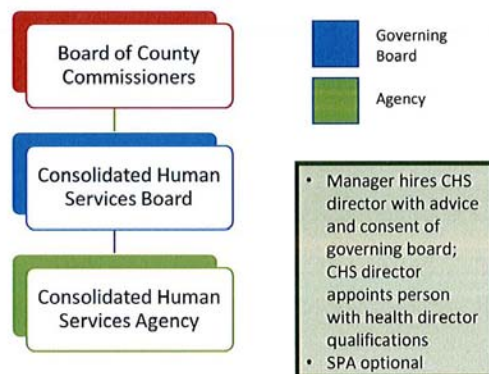 Board of County
Commissioners
Consolidated Human
Services Board
Consolidated Human
Services Agency
Governing
Board
Agency
• Manager hires CHS
director with advice
and consent of
governing board;
CHS director
appoints person
with health director
qualifications
• SPA optional